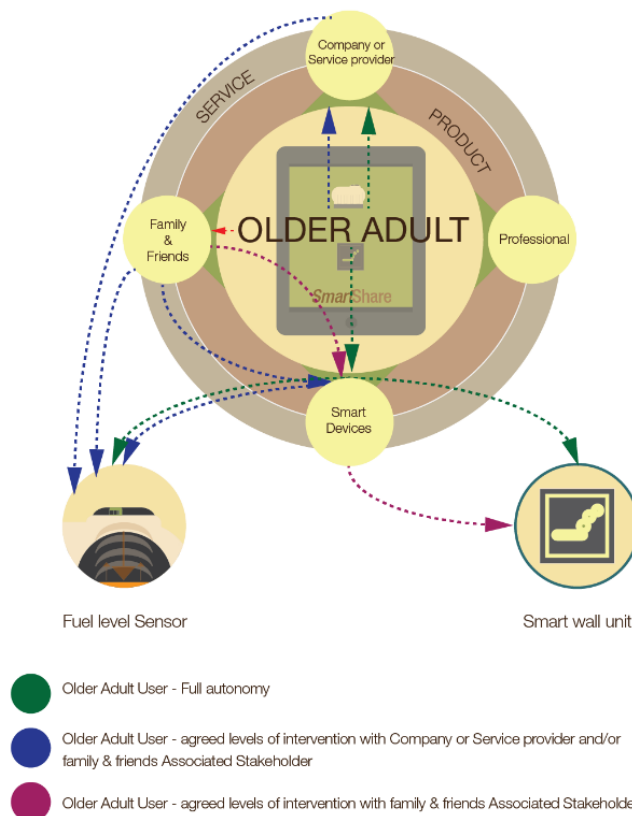 Company or
Service provider
SERVICE
PRODUCT
Family
&
Friends
OLDER ADULT
Professional
SmartShare
Smart
Devices
Fuel level Sensor
Smart wall unit
Older Adult User - Full autonomy
Older Adult User - agreed levels of intervention with Company or Service provider and/or
family & friends Associated Stakeholder
Older Adult User - agreed levels of intervention with family & friends Associated Stakeholde